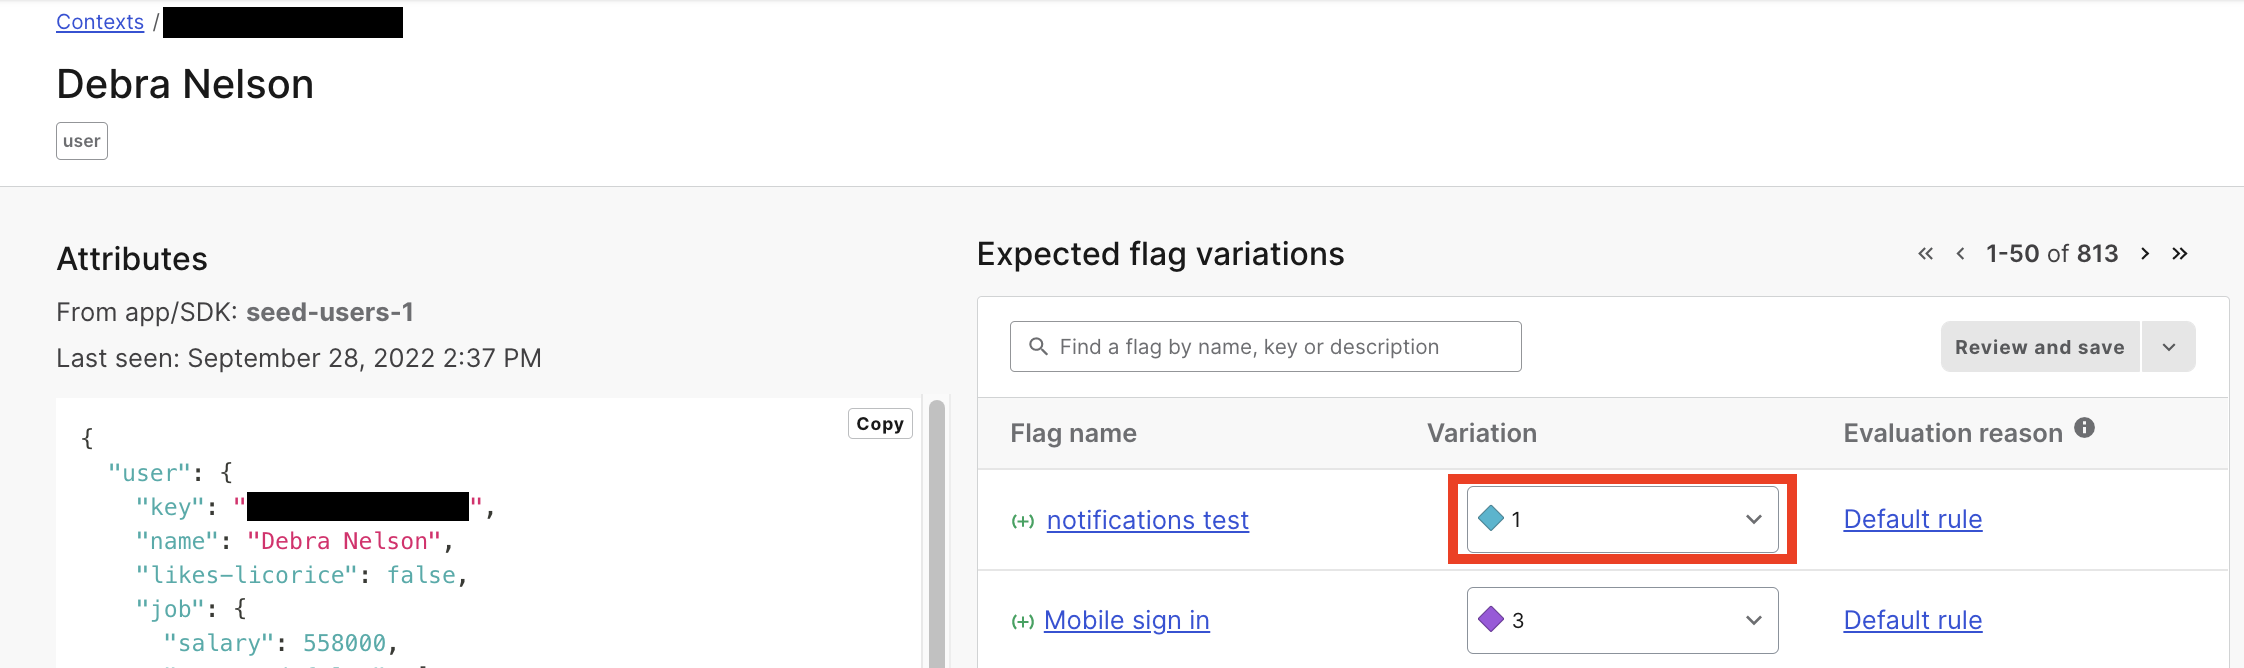 Contexts /
Debra Nelson
user
Attributes
From app/SDK: seed-users-1
Last seen: September 28, 2022 2:37 PM
Copy
{
"user": {
"key": "",
"name": "Debra Nelson",
"likes-licorice": false,
"job": {
"salary": 558000,
Expected flag variations
« ‹ 1-50 of 813 › »
Find a flag by name, key or description
Review and save
Flag name Variation Evaluation reason
(+) notifications test 1 Default rule
(+) Mobile sign in 3 Default rule